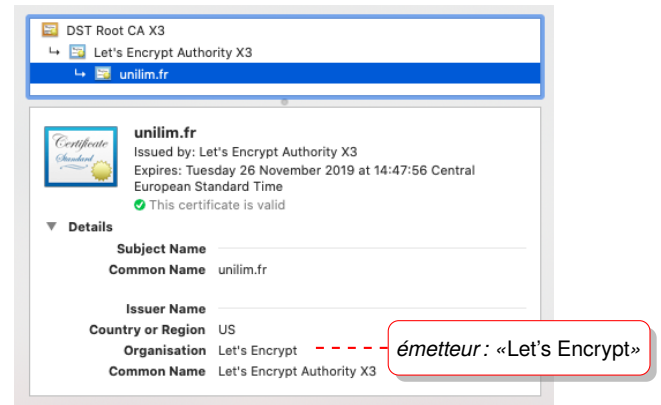 DST Root CA X3
↳ Let's Encrypt Authority X3
↳ unilim.fr
Certificate
Standard
unilim.fr
Issued by: Let's Encrypt Authority X3
Expires: Tuesday 26 November 2019 at 14:47:56 Central
European Standard Time
This certificate is valid
▼ Details
Subject Name
Common Name unilim.fr
Issuer Name
Country or Region US
Organisation Let's Encrypt
émetteur : «Let's Encrypt»
Common Name Let's Encrypt Authority X3